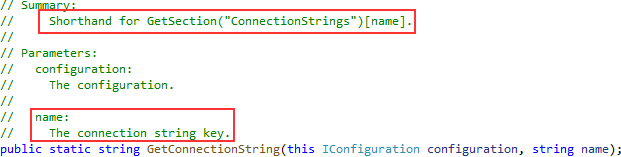 // Summary:
//     Shorthand for GetSection("ConnectionStrings")[name].
//
// Parameters:
//   configuration:
//     The configuration.
//
//   name:
//     The connection string key.
public static string GetConnectionString(this IConfiguration configuration, string name);